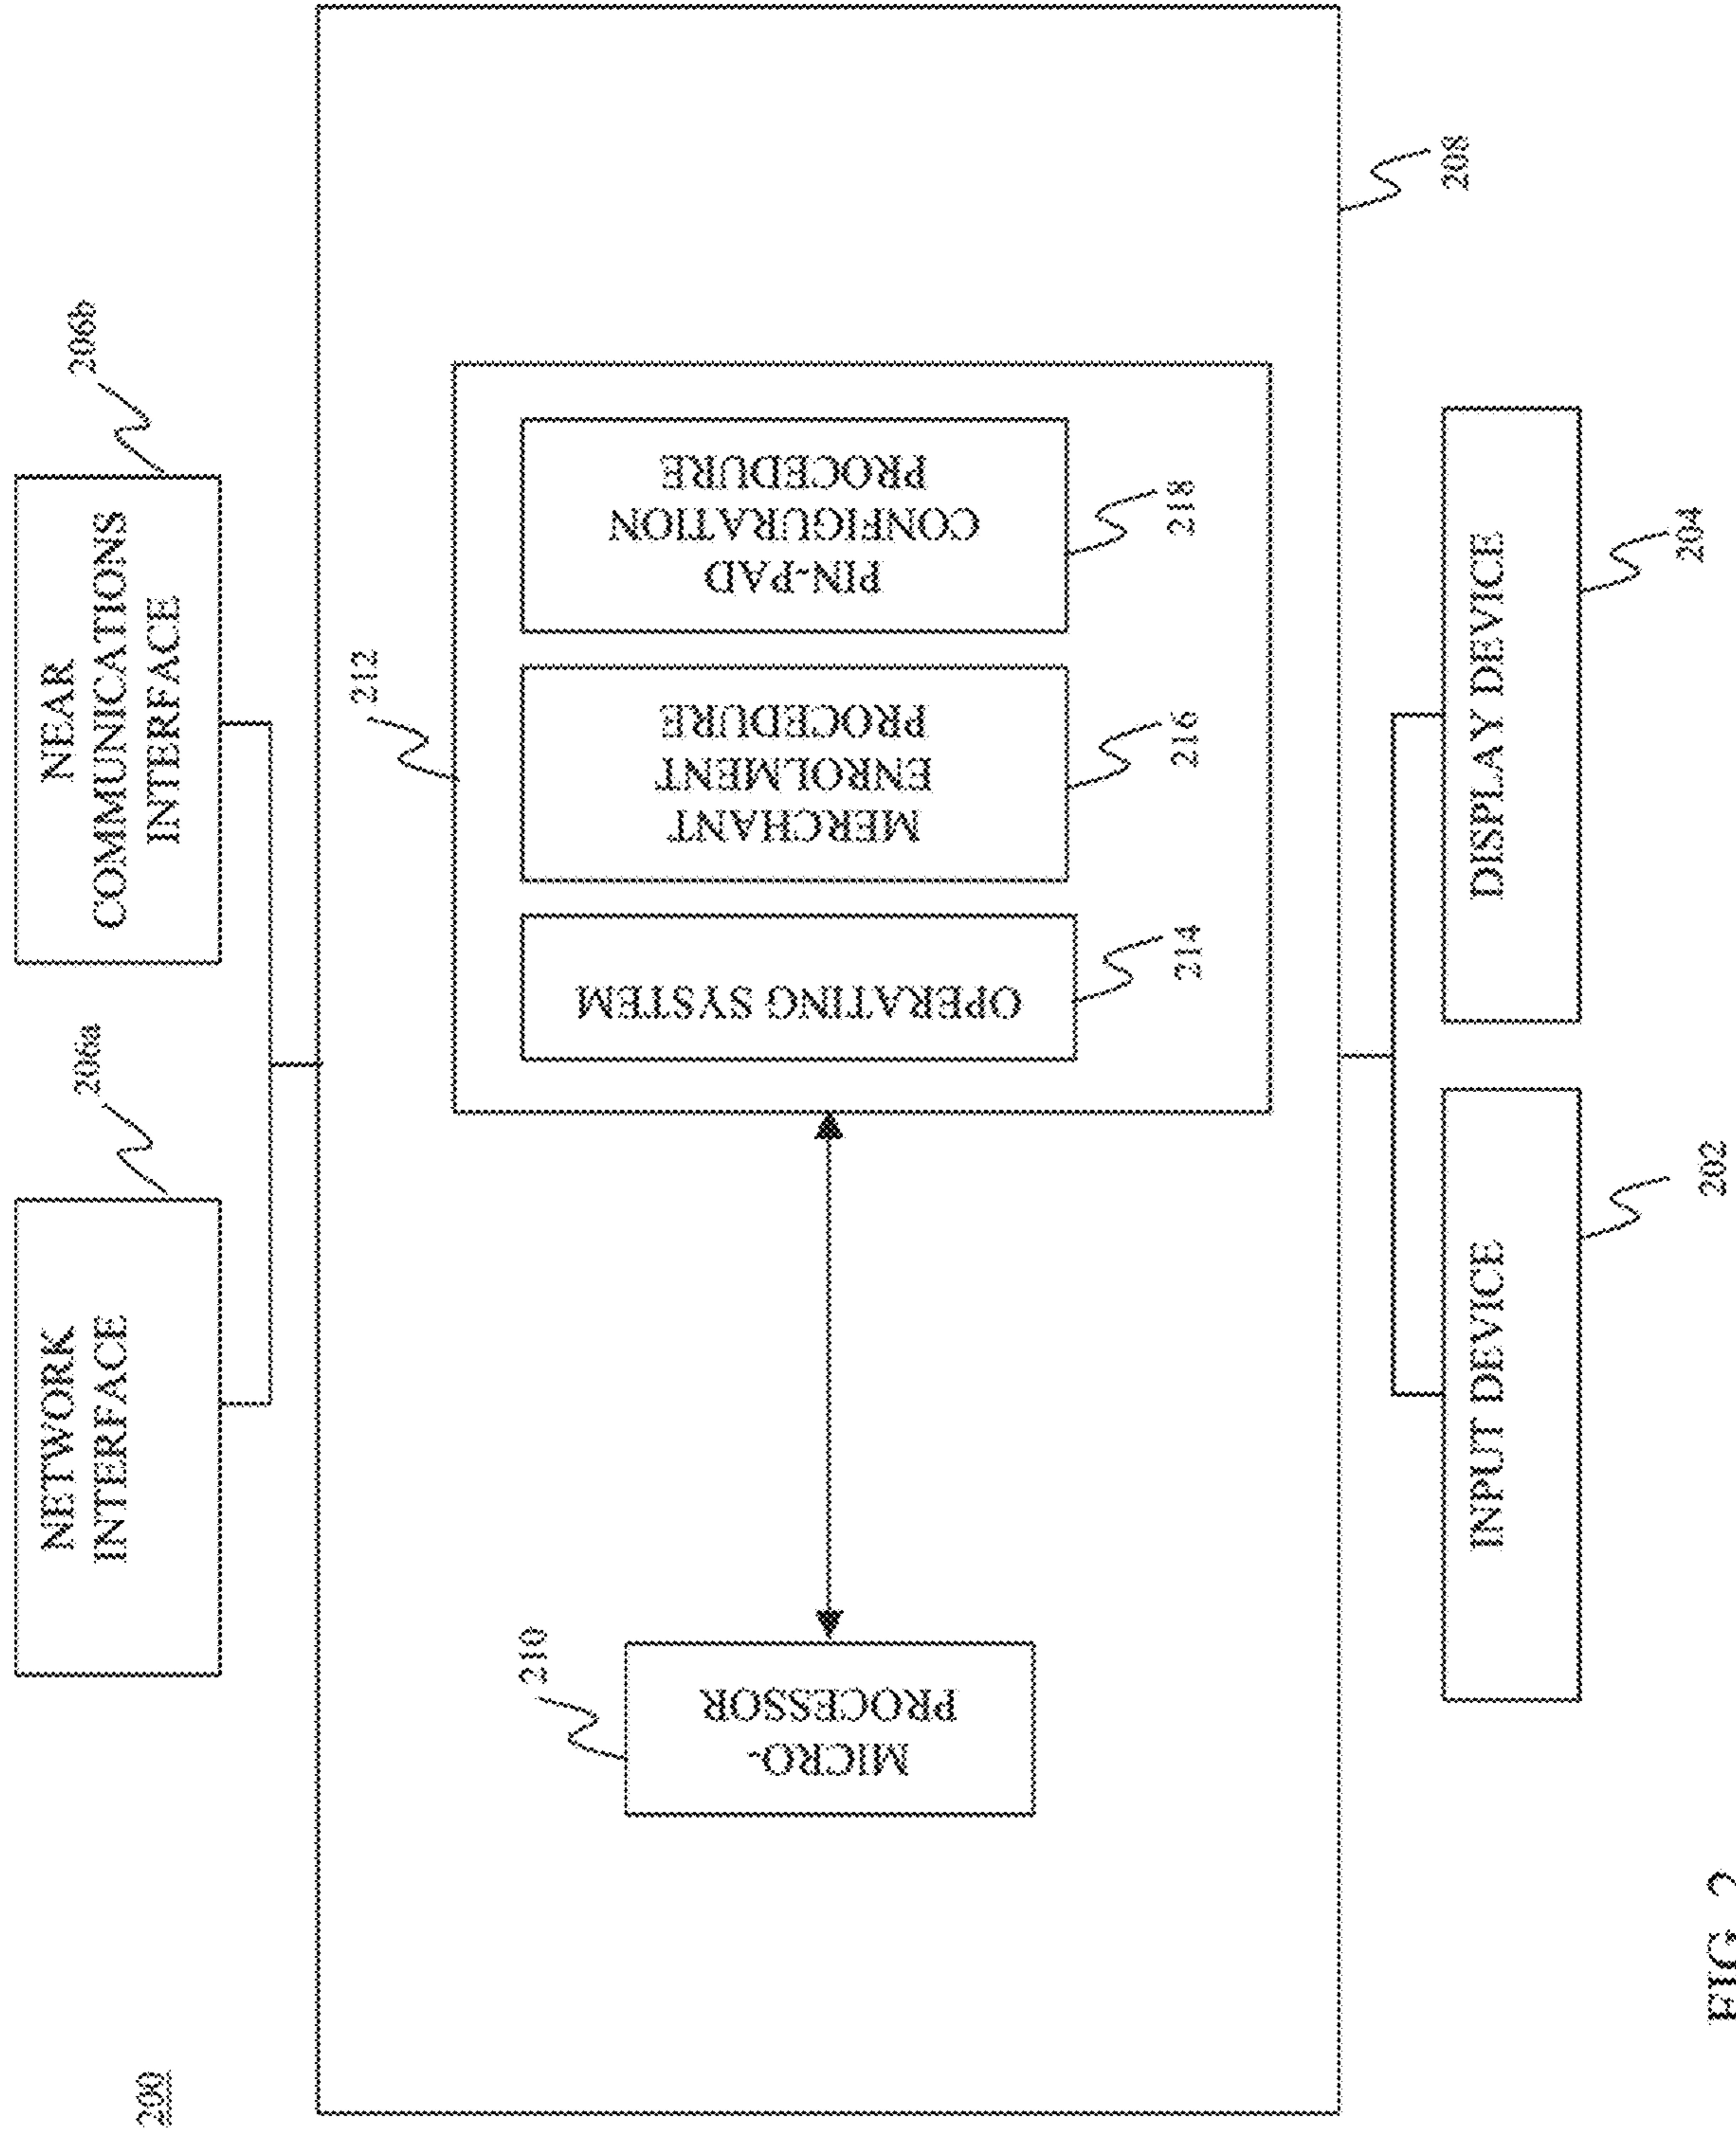 200
206a
206b
NETWORK
INTERFACE
NEAR
COMMUNICATIONS
INTERFACE
212
210
MICRO-
PROCESSOR
OPERATING SYSTEM
MERCHANT
ENROLMENT
PROCEDURE
PIN-PAD
CONFIGURATION
PROCEDURE
214
216
218
208
INPUT DEVICE
DISPLAY DEVICE
202
204
FIG. 2